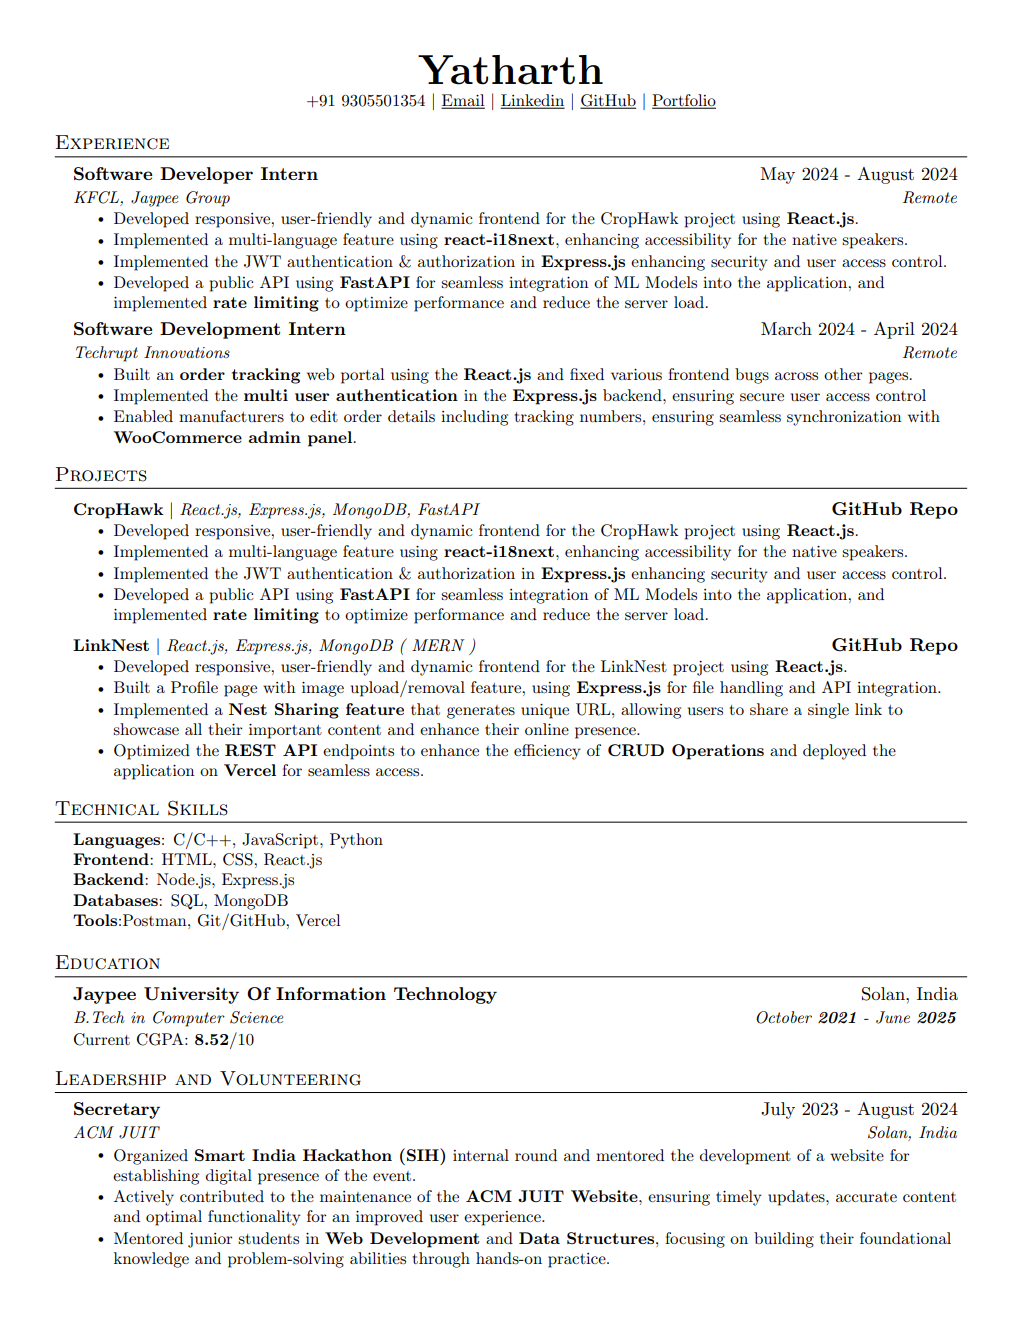 Yatharth
+91 9305501354 | Email | Linkedin | GitHub | Portfolio
Experience
Software Developer Intern May 2024 - August 2024
KFCL, Jaypee Group Remote
• Developed responsive, user-friendly and dynamic frontend for the CropHawk project using React.js.
• Implemented a multi-language feature using react-i18next, enhancing accessibility for the native speakers.
• Implemented the JWT authentication & authorization in Express.js enhancing security and user access control.
• Developed a public API using FastAPI for seamless integration of ML Models into the application, and
implemented rate limiting to optimize performance and reduce the server load.
Software Development Intern March 2024 - April 2024
Techrupt Innovations Remote
• Built an order tracking web portal using the React.js and fixed various frontend bugs across other pages.
• Implemented the multi user authentication in the Express.js backend, ensuring secure user access control
• Enabled manufacturers to edit order details including tracking numbers, ensuring seamless synchronization with
WooCommerce admin panel.
Projects
CropHawk | React.js, Express.js, MongoDB, FastAPI GitHub Repo
• Developed responsive, user-friendly and dynamic frontend for the CropHawk project using React.js.
• Implemented a multi-language feature using react-i18next, enhancing accessibility for the native speakers.
• Implemented the JWT authentication & authorization in Express.js enhancing security and user access control.
• Developed a public API using FastAPI for seamless integration of ML Models into the application, and
implemented rate limiting to optimize performance and reduce the server load.
LinkNest | React.js, Express.js, MongoDB ( MERN ) GitHub Repo
• Developed responsive, user-friendly and dynamic frontend for the LinkNest project using React.js.
• Built a Profile page with image upload/removal feature, using Express.js for file handling and API integration.
• Implemented a Nest Sharing feature that generates unique URL, allowing users to share a single link to
showcase all their important content and enhance their online presence.
• Optimized the REST API endpoints to enhance the efficiency of CRUD Operations and deployed the
application on Vercel for seamless access.
Technical Skills
Languages: C/C++, JavaScript, Python
Frontend: HTML, CSS, React.js
Backend: Node.js, Express.js
Databases: SQL, MongoDB
Tools:Postman, Git/GitHub, Vercel
Education
Jaypee University Of Information Technology Solan, India
B.Tech in Computer Science October 2021 - June 2025
Current CGPA: 8.52/10
Leadership and Volunteering
Secretary July 2023 - August 2024
ACM JUIT Solan, India
• Organized Smart India Hackathon (SIH) internal round and mentored the development of a website for
establishing digital presence of the event.
• Actively contributed to the maintenance of the ACM JUIT Website, ensuring timely updates, accurate content
and optimal functionality for an improved user experience.
• Mentored junior students in Web Development and Data Structures, focusing on building their foundational
knowledge and problem-solving abilities through hands-on practice.